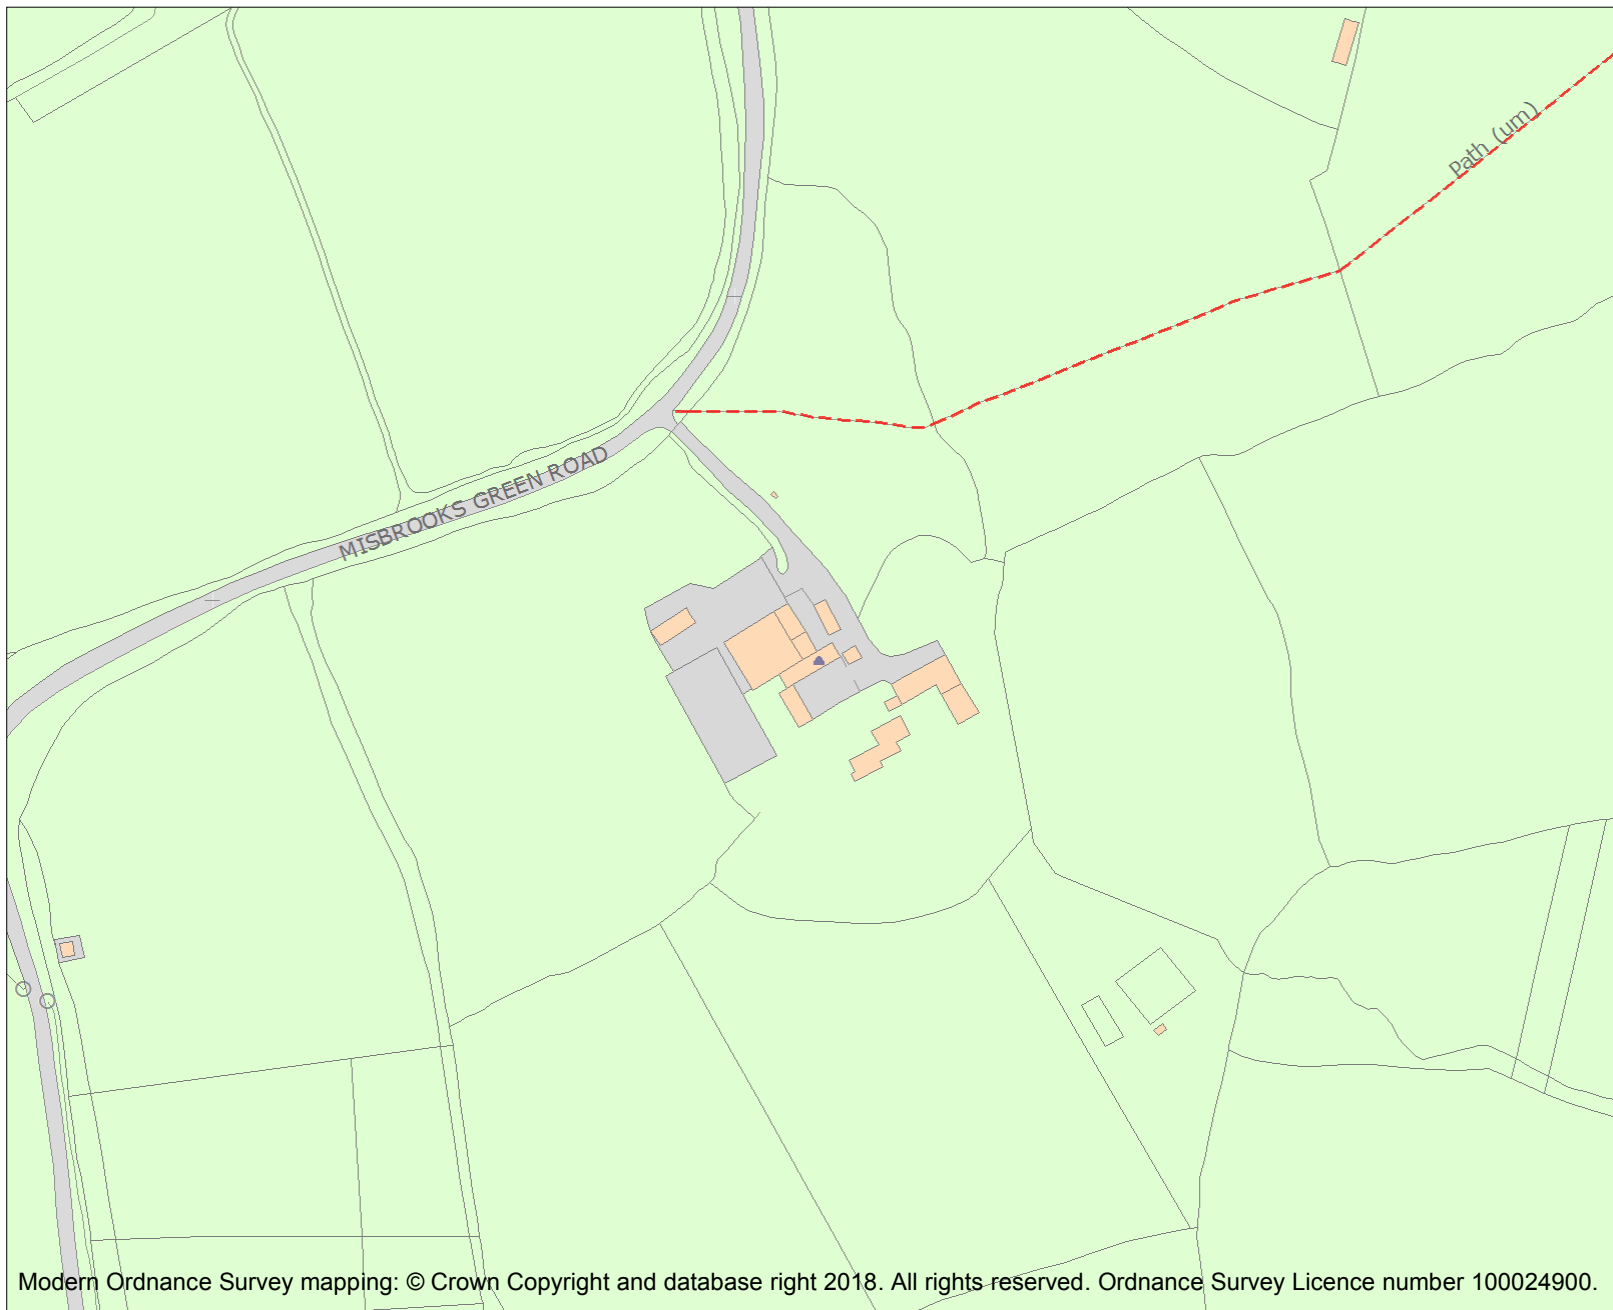 Path (um)
MISBROOKS GREEN ROAD
Modern Ordnance Survey mapping: © Crown Copyright and database right 2018. All rights reserved. Ordnance Survey Licence number 100024900.